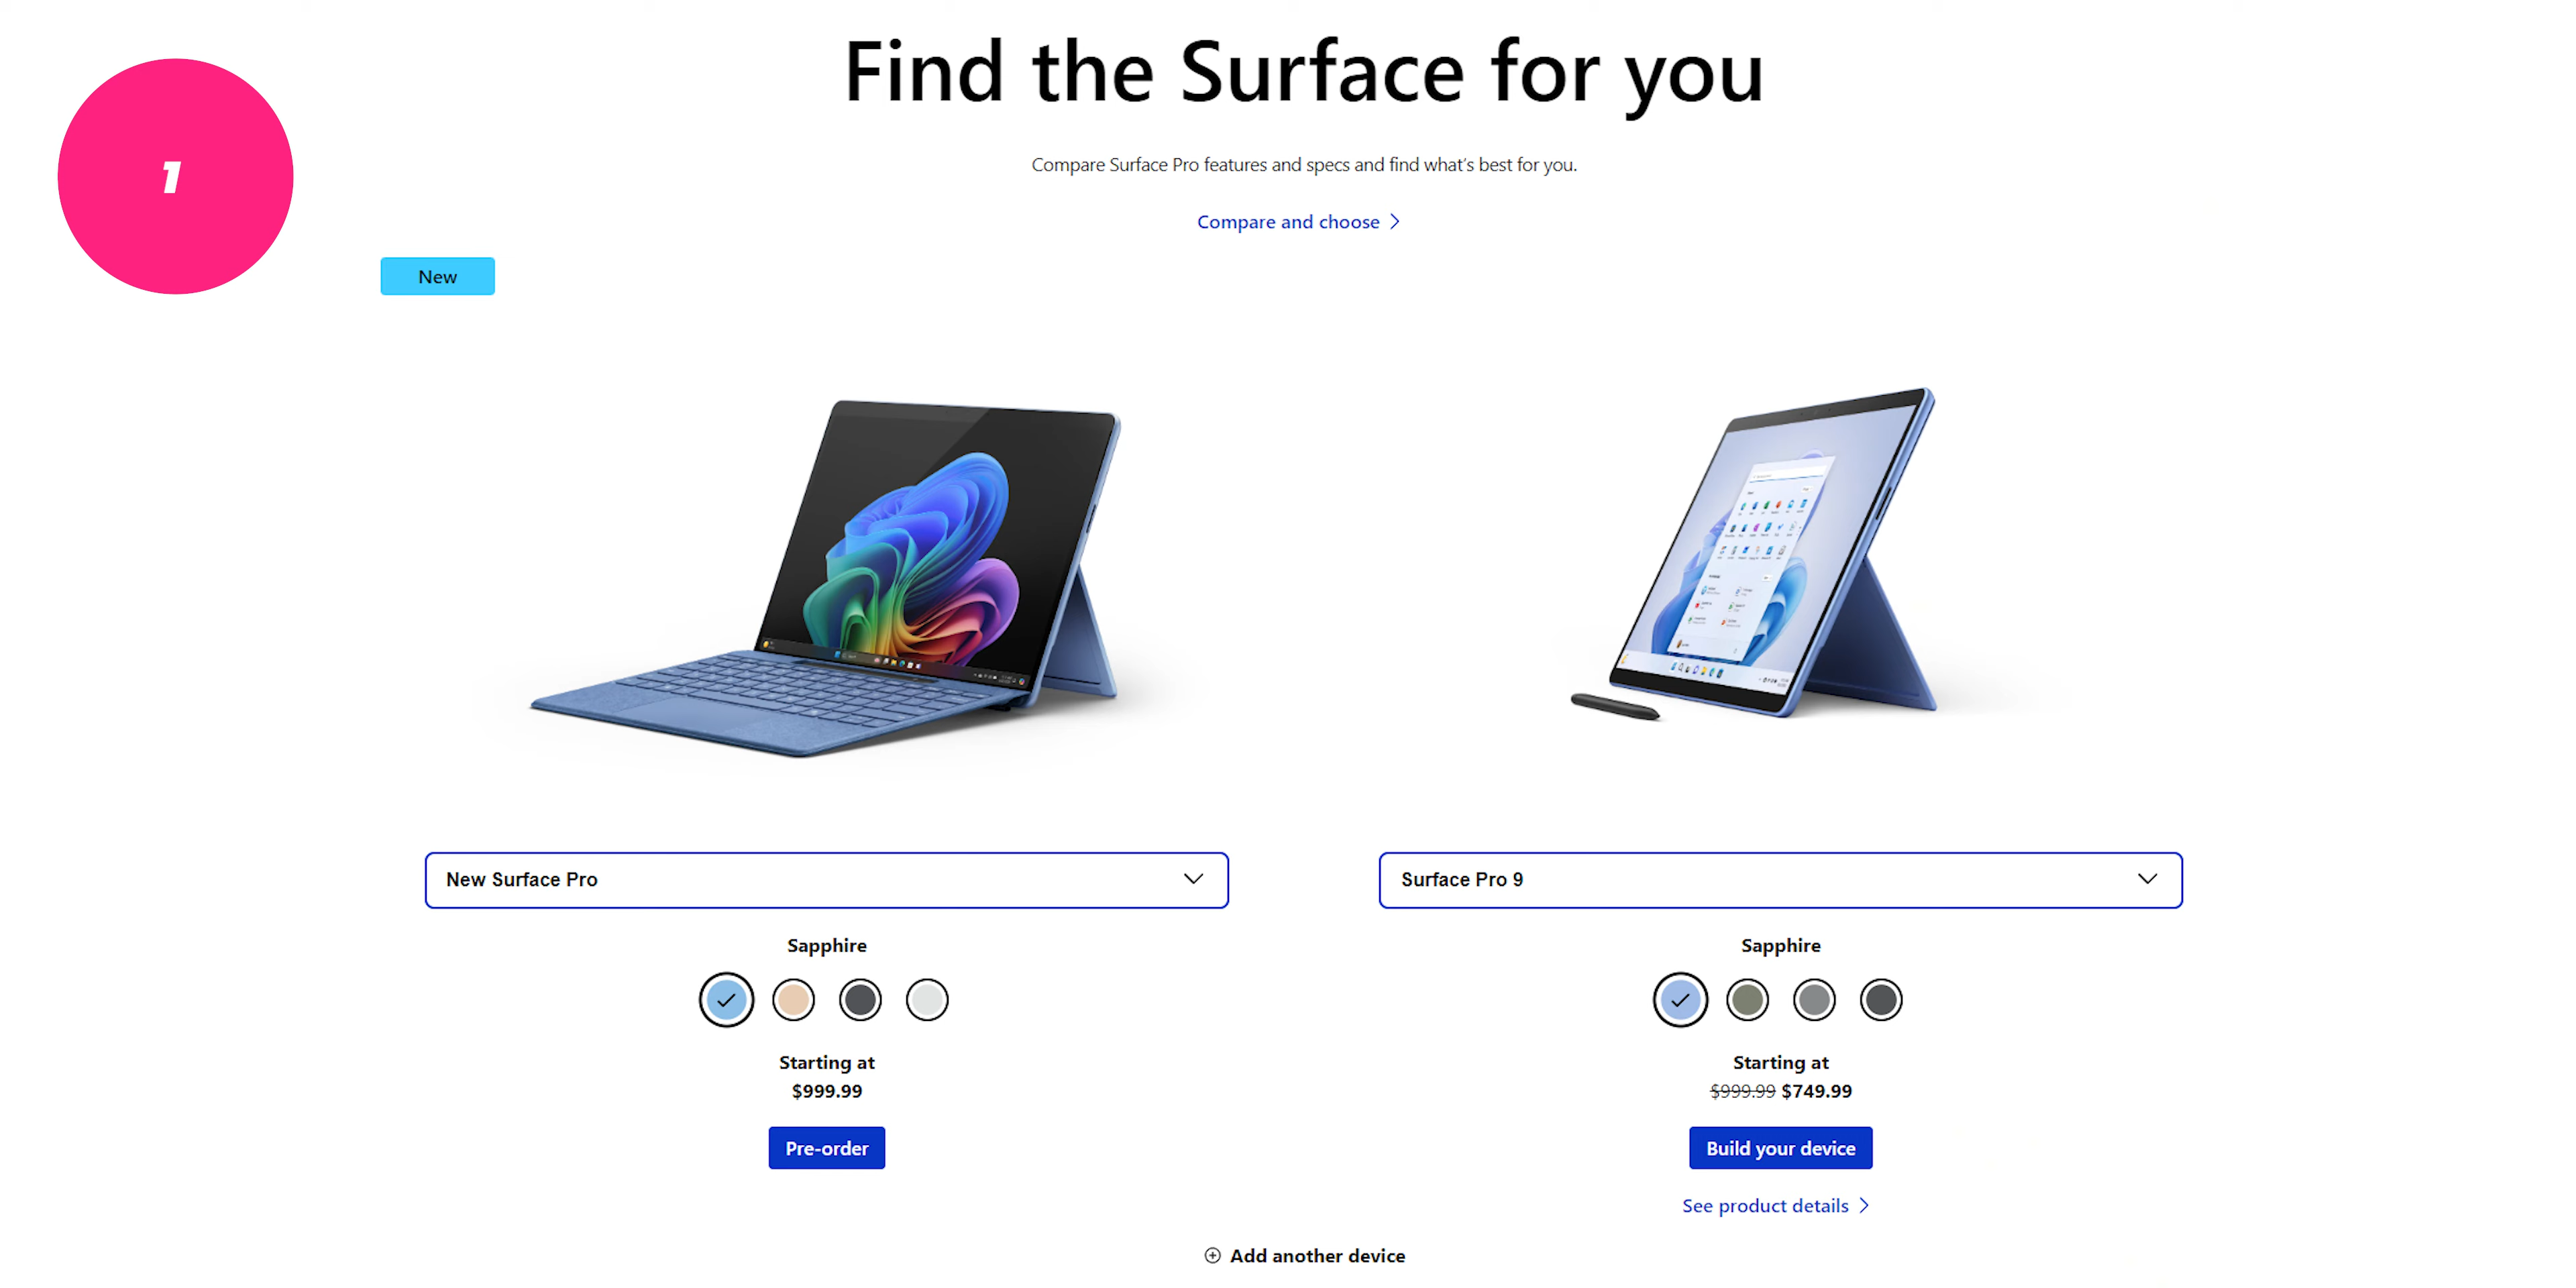 Find the Surface for you
Compare Surface Pro features and specs and find what's best for you.
Compare and choose
1
New
New Surface Pro
Sapphire
Starting at
$999.99
Pre-order
Surface Pro 9
Sapphire
Starting at
$999.99 $749.99
Build your device
See product details
Add another device